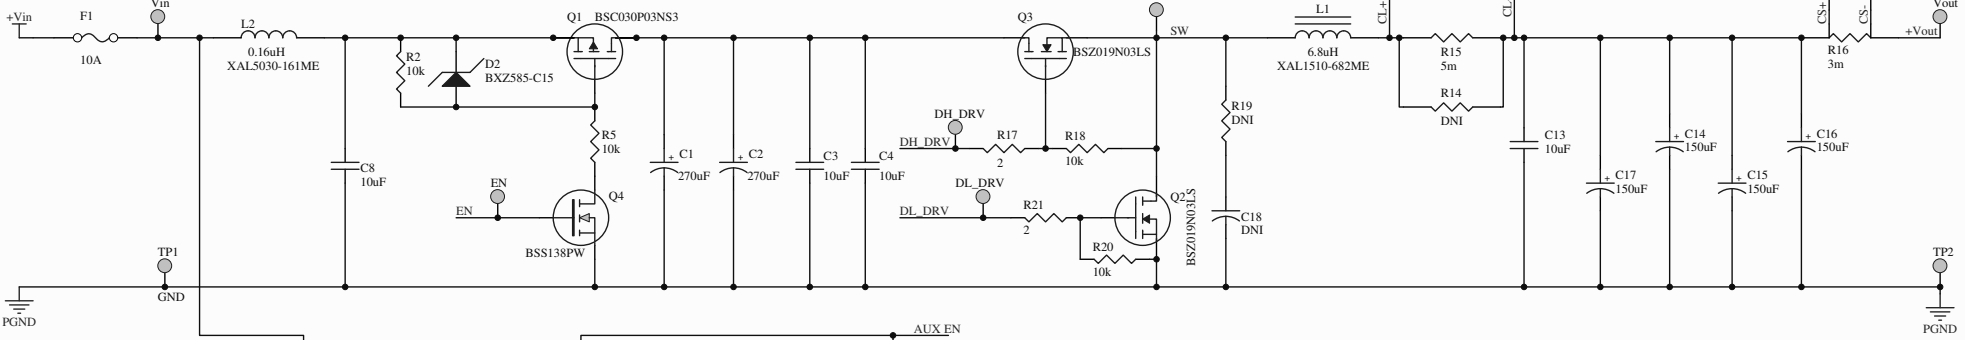 +Vin
F1
10A
Vin
L2
0.16uH
XAL5030-161ME
C8
10uF
R2
10k
D2
BXZ585-C15
Q1
BSC030P03NS3
R5
10k
EN
EN
Q4
BSS138PW
C1
270uF
C2
270uF
C3
10uF
C4
10uF
Q3
BSZ019N03LS
DH_DRV
DH_DRV
R17
2
R18
10k
DL_DRV
DL_DRV
R21
2
R20
10k
Q2
BSZ019N03LS
SW
R19
DNI
C18
DNI
L1
6.8uH
XAL1510-682ME
CL+
CL
R15
5m
R14
DNI
C13
10uF
C17
150uF
C14
150uF
C15
150uF
C16
150uF
CS+
CS-
R16
3m
Vout
+Vout
TP1
GND
PGND
TP2
PGND
AUX EN